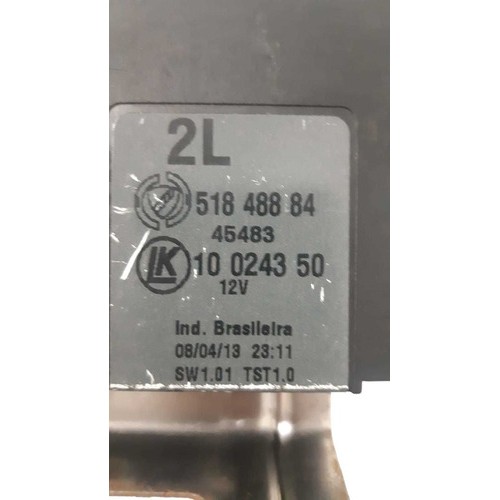 2L
518 488 84
45483
LK 10 0243 50
12V
Ind. Brasileira
08/04/13 23:11
SW1.01 TST1.0